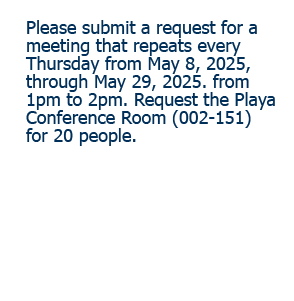 Please submit a request for a
meeting that repeats every
Thursday from May 8, 2025,
through May 29, 2025. from
1pm to 2pm. Request the Playa
Conference Room (002-151)
for 20 people.